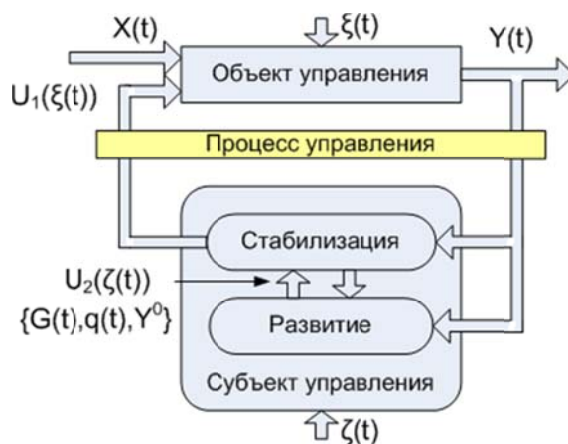 X(t)
ξ(t)
Y(t)
Объект управления
U₁(ξ(t))
Процесс управления
Стабилизация
U₂(ζ(t))
{G(t),q(t),Y⁰}
Развитие
Субъект управления
ζ(t)